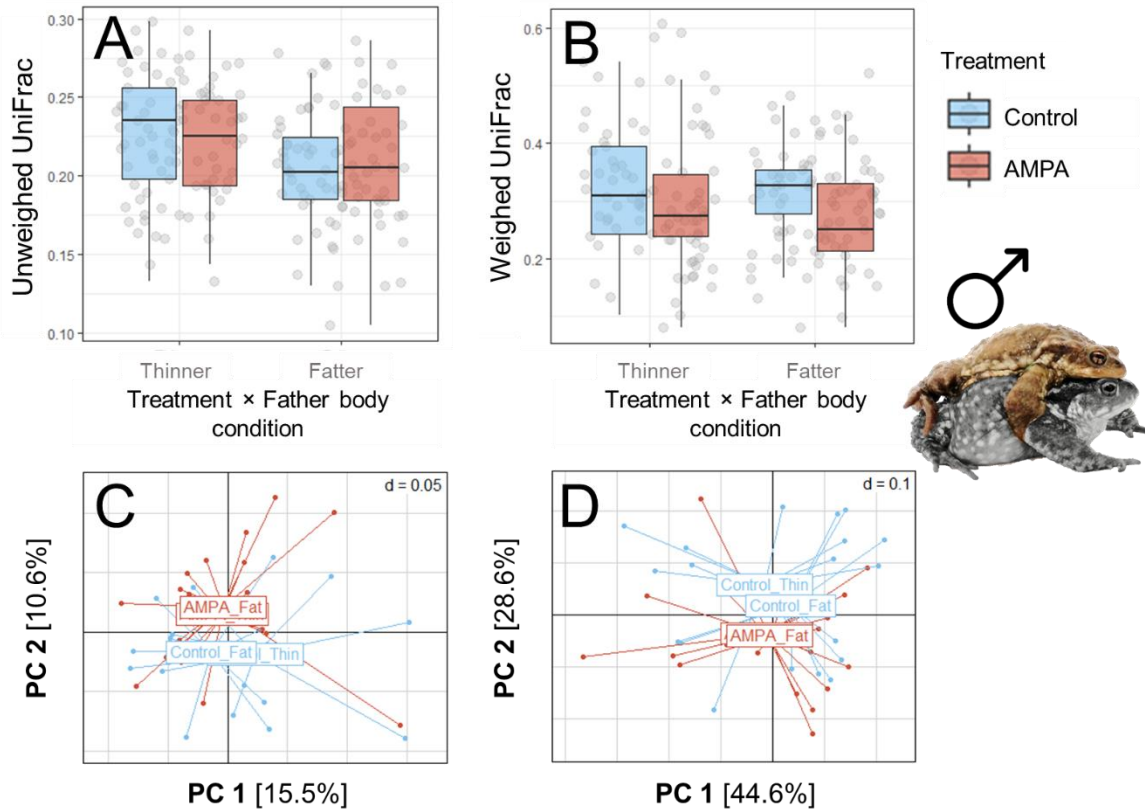 A
Unweighed UniFrac
0.30
0.25
0.20
0.15
0.10
Thinner
Fatter
Treatment × Father body
condition
B
Weighed UniFrac
0.6
0.4
0.2
Thinner
Fatter
Treatment × Father body
condition
Treatment
Control
AMPA
C
d = 0.05
PC 2 [10.6%]
AMPA_Fat
Control_Fat
l_Thin
PC 1 [15.5%]
D
d = 0.1
PC 2 [28.6%]
Control_Thin
Control_Fat
AMPA_Fat
PC 1 [44.6%]